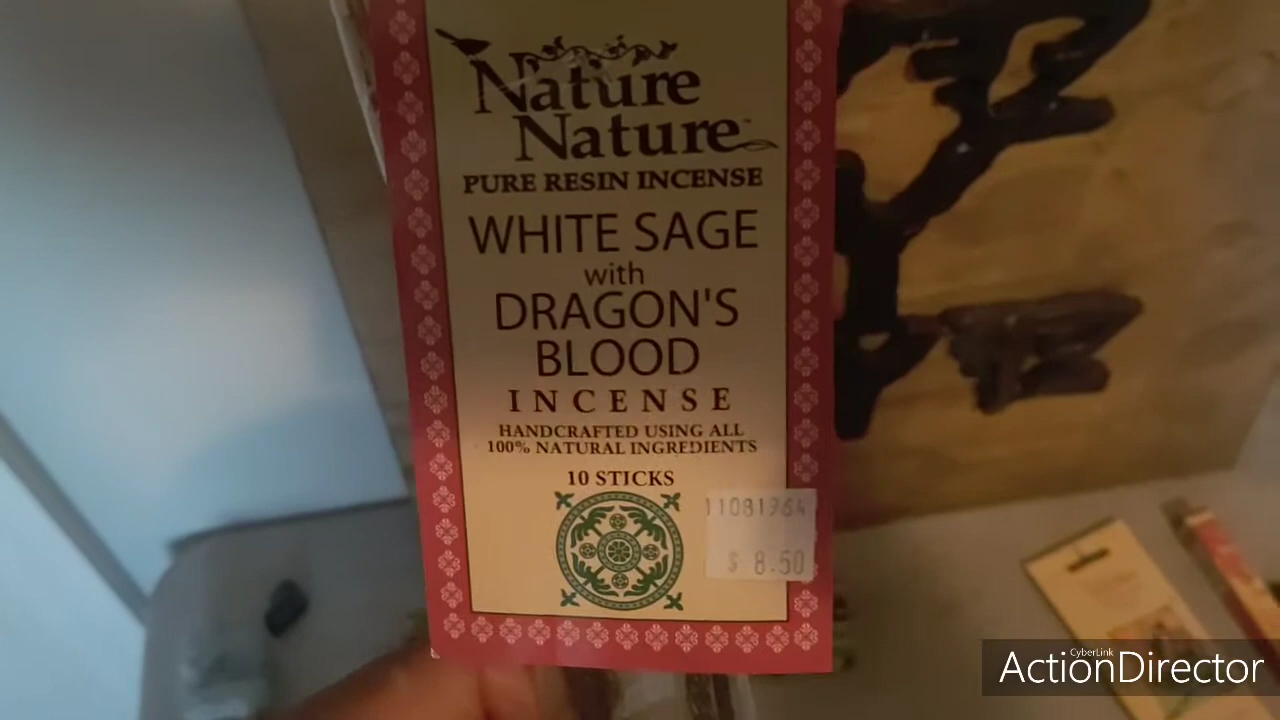 Nature
Nature™
PURE RESIN INCENSE
WHITE SAGE
with
DRAGON'S
BLOOD
INCENSE
HANDCRAFTED USING ALL
100% NATURAL INGREDIENTS
10 STICKS
11081764
$ 8.50
CyberLink
ActionDirector